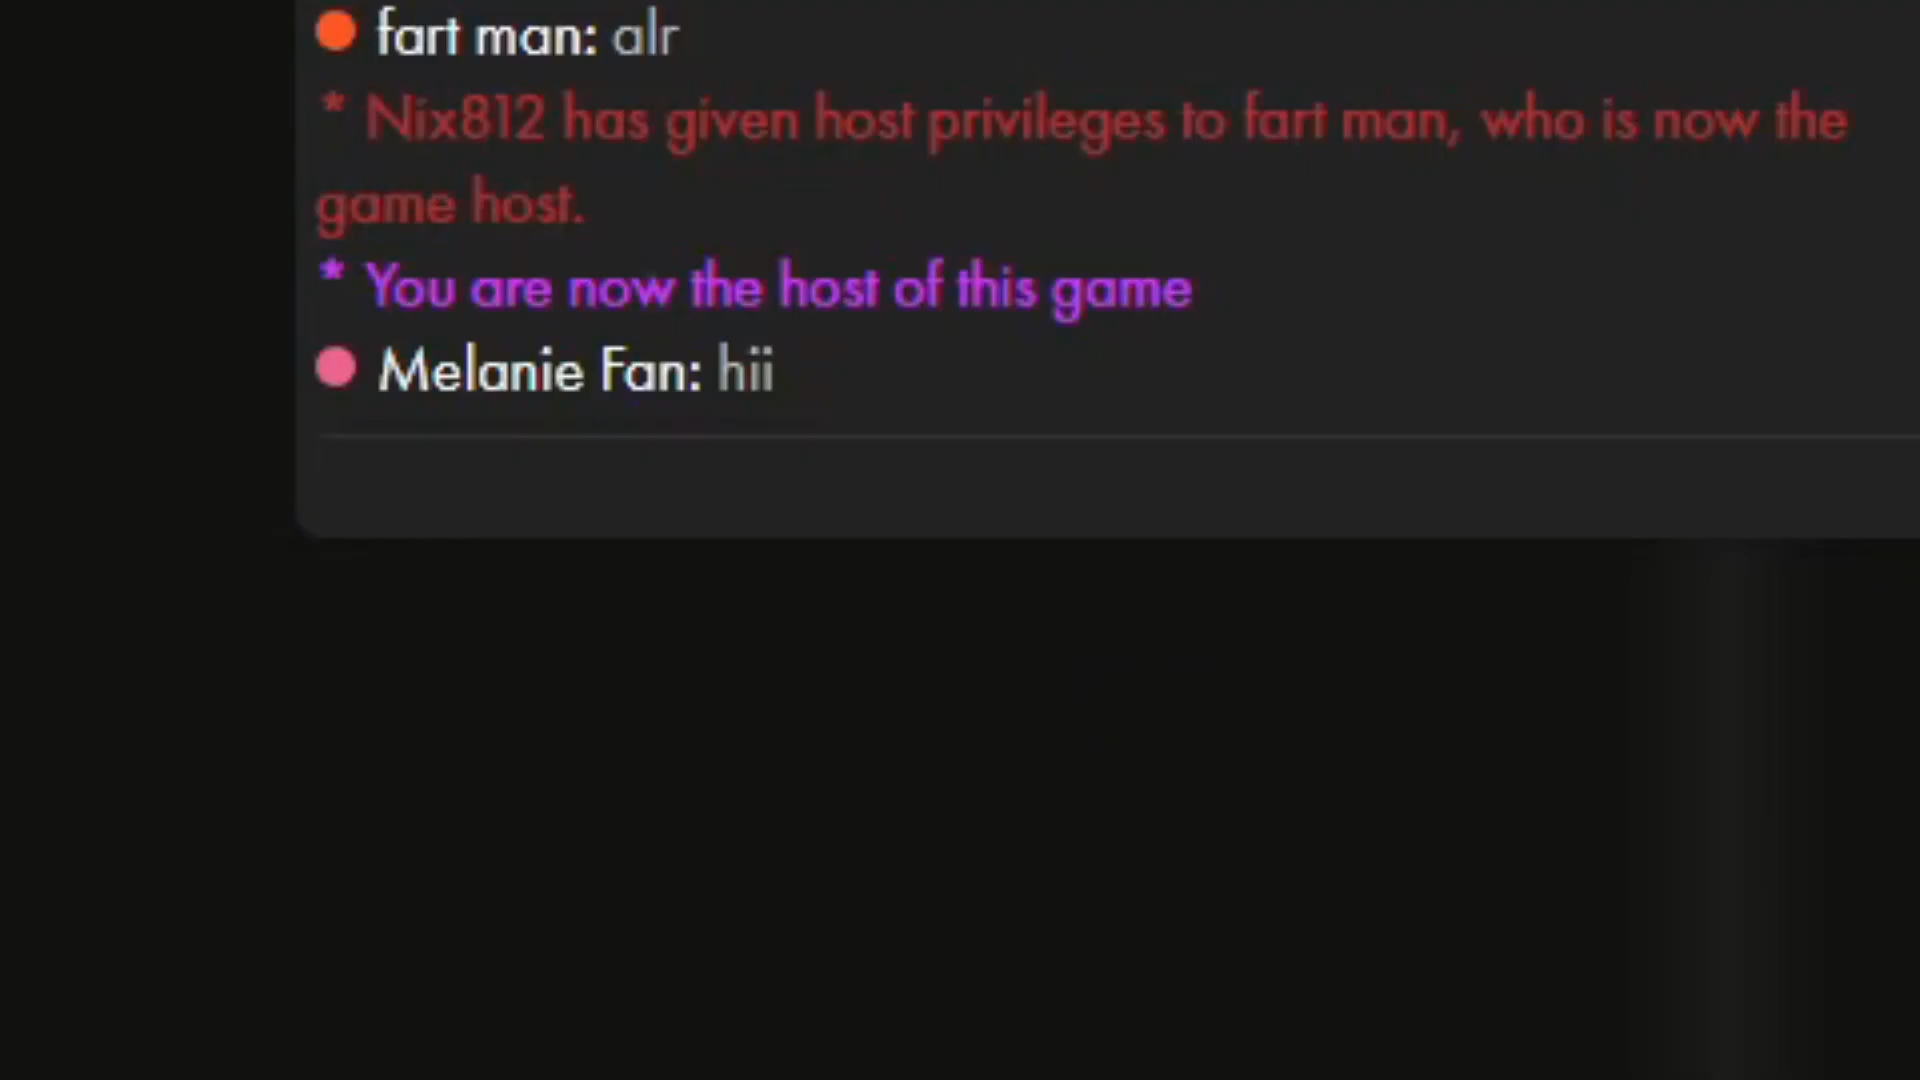 fart man: alr
* Nix812 has given host privileges to fart man, who is now the
game host.
* You are now the host of this game
Melanie Fan: hii